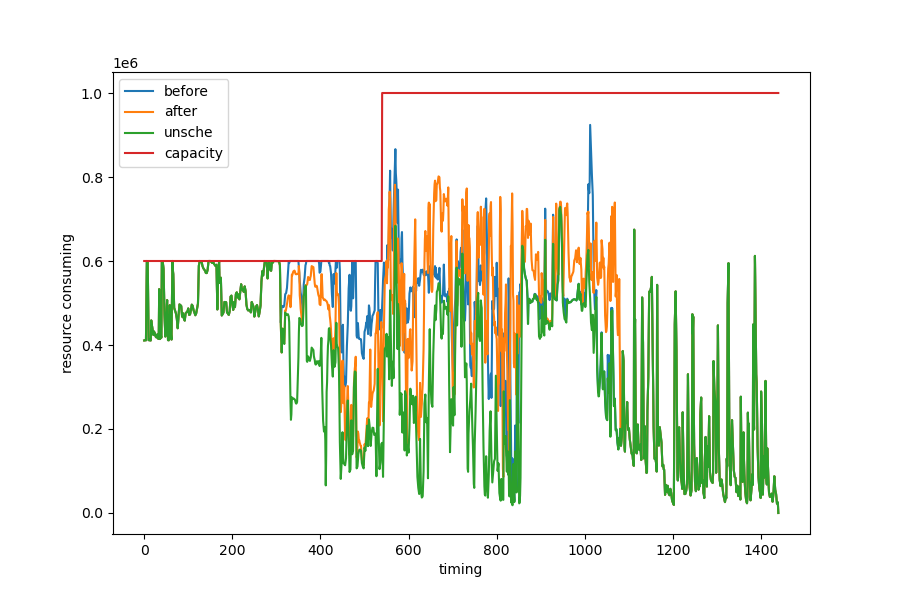 1e6
before
after
unsche
capacity
1.0
0.8
0.6
0.4
0.2
0.0
resource consuming
0 200 400 600 800 1000 1200 1400
timing